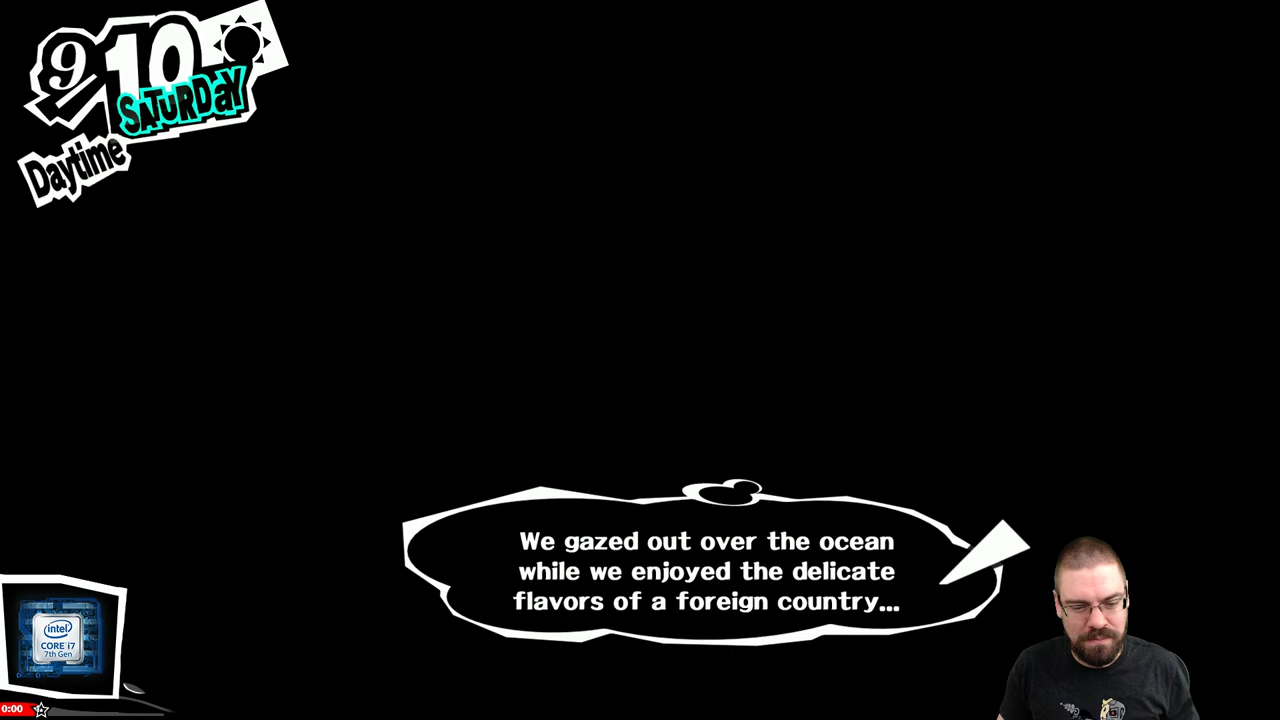 9/10
SATURDaY
Daytime
We gazed out over the ocean
while we enjoyed the delicate
flavors of a foreign country...
intel
CORE i7
7th Gen
0:00